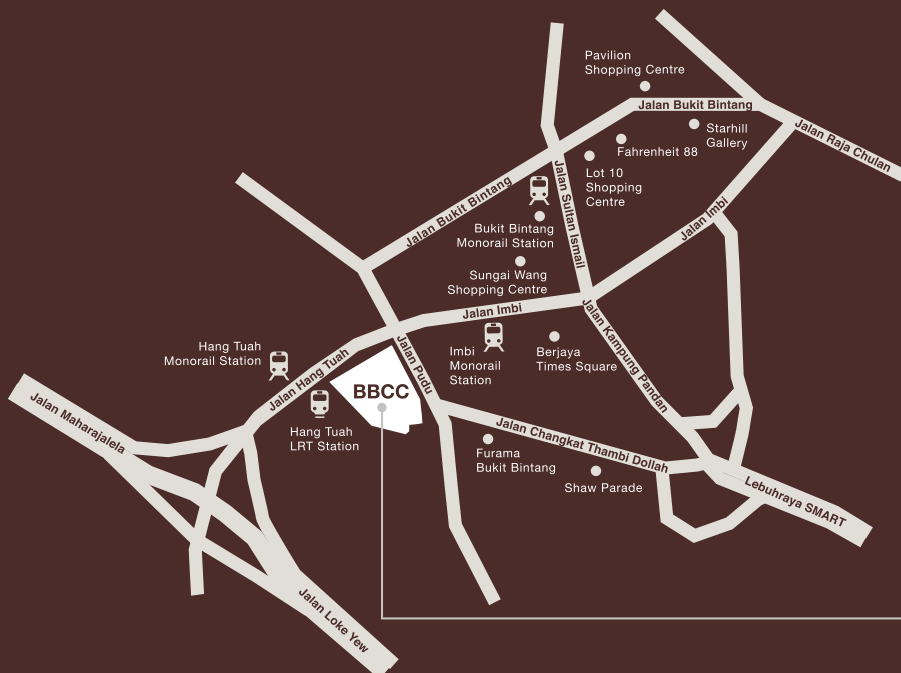 Pavilion
Shopping Centre
Jalan Bukit Bintang
Starhill
Gallery
Jalan Raja Chulan
Fahrenheit 88
Lot 10
Shopping
Centre
Jalan Bukit Bintang
Jalan Sultan Ismail
Jalan Imbi
Bukit Bintang
Monorail Station
Sungai Wang
Shopping Centre
Jalan Imbi
Hang Tuah
Monorail Station
Jalan Hang Tuah
Jalan Pudu
Imbi
Monorail
Station
Berjaya
Times Square
Jalan Kampung Pandan
BBCC
Jalan Maharajalela
Hang Tuah
LRT Station
Jalan Changkat Thambi Dollah
Furama
Bukit Bintang
Shaw Parade
Lebuhraya SMART
Jalan Loke Yew